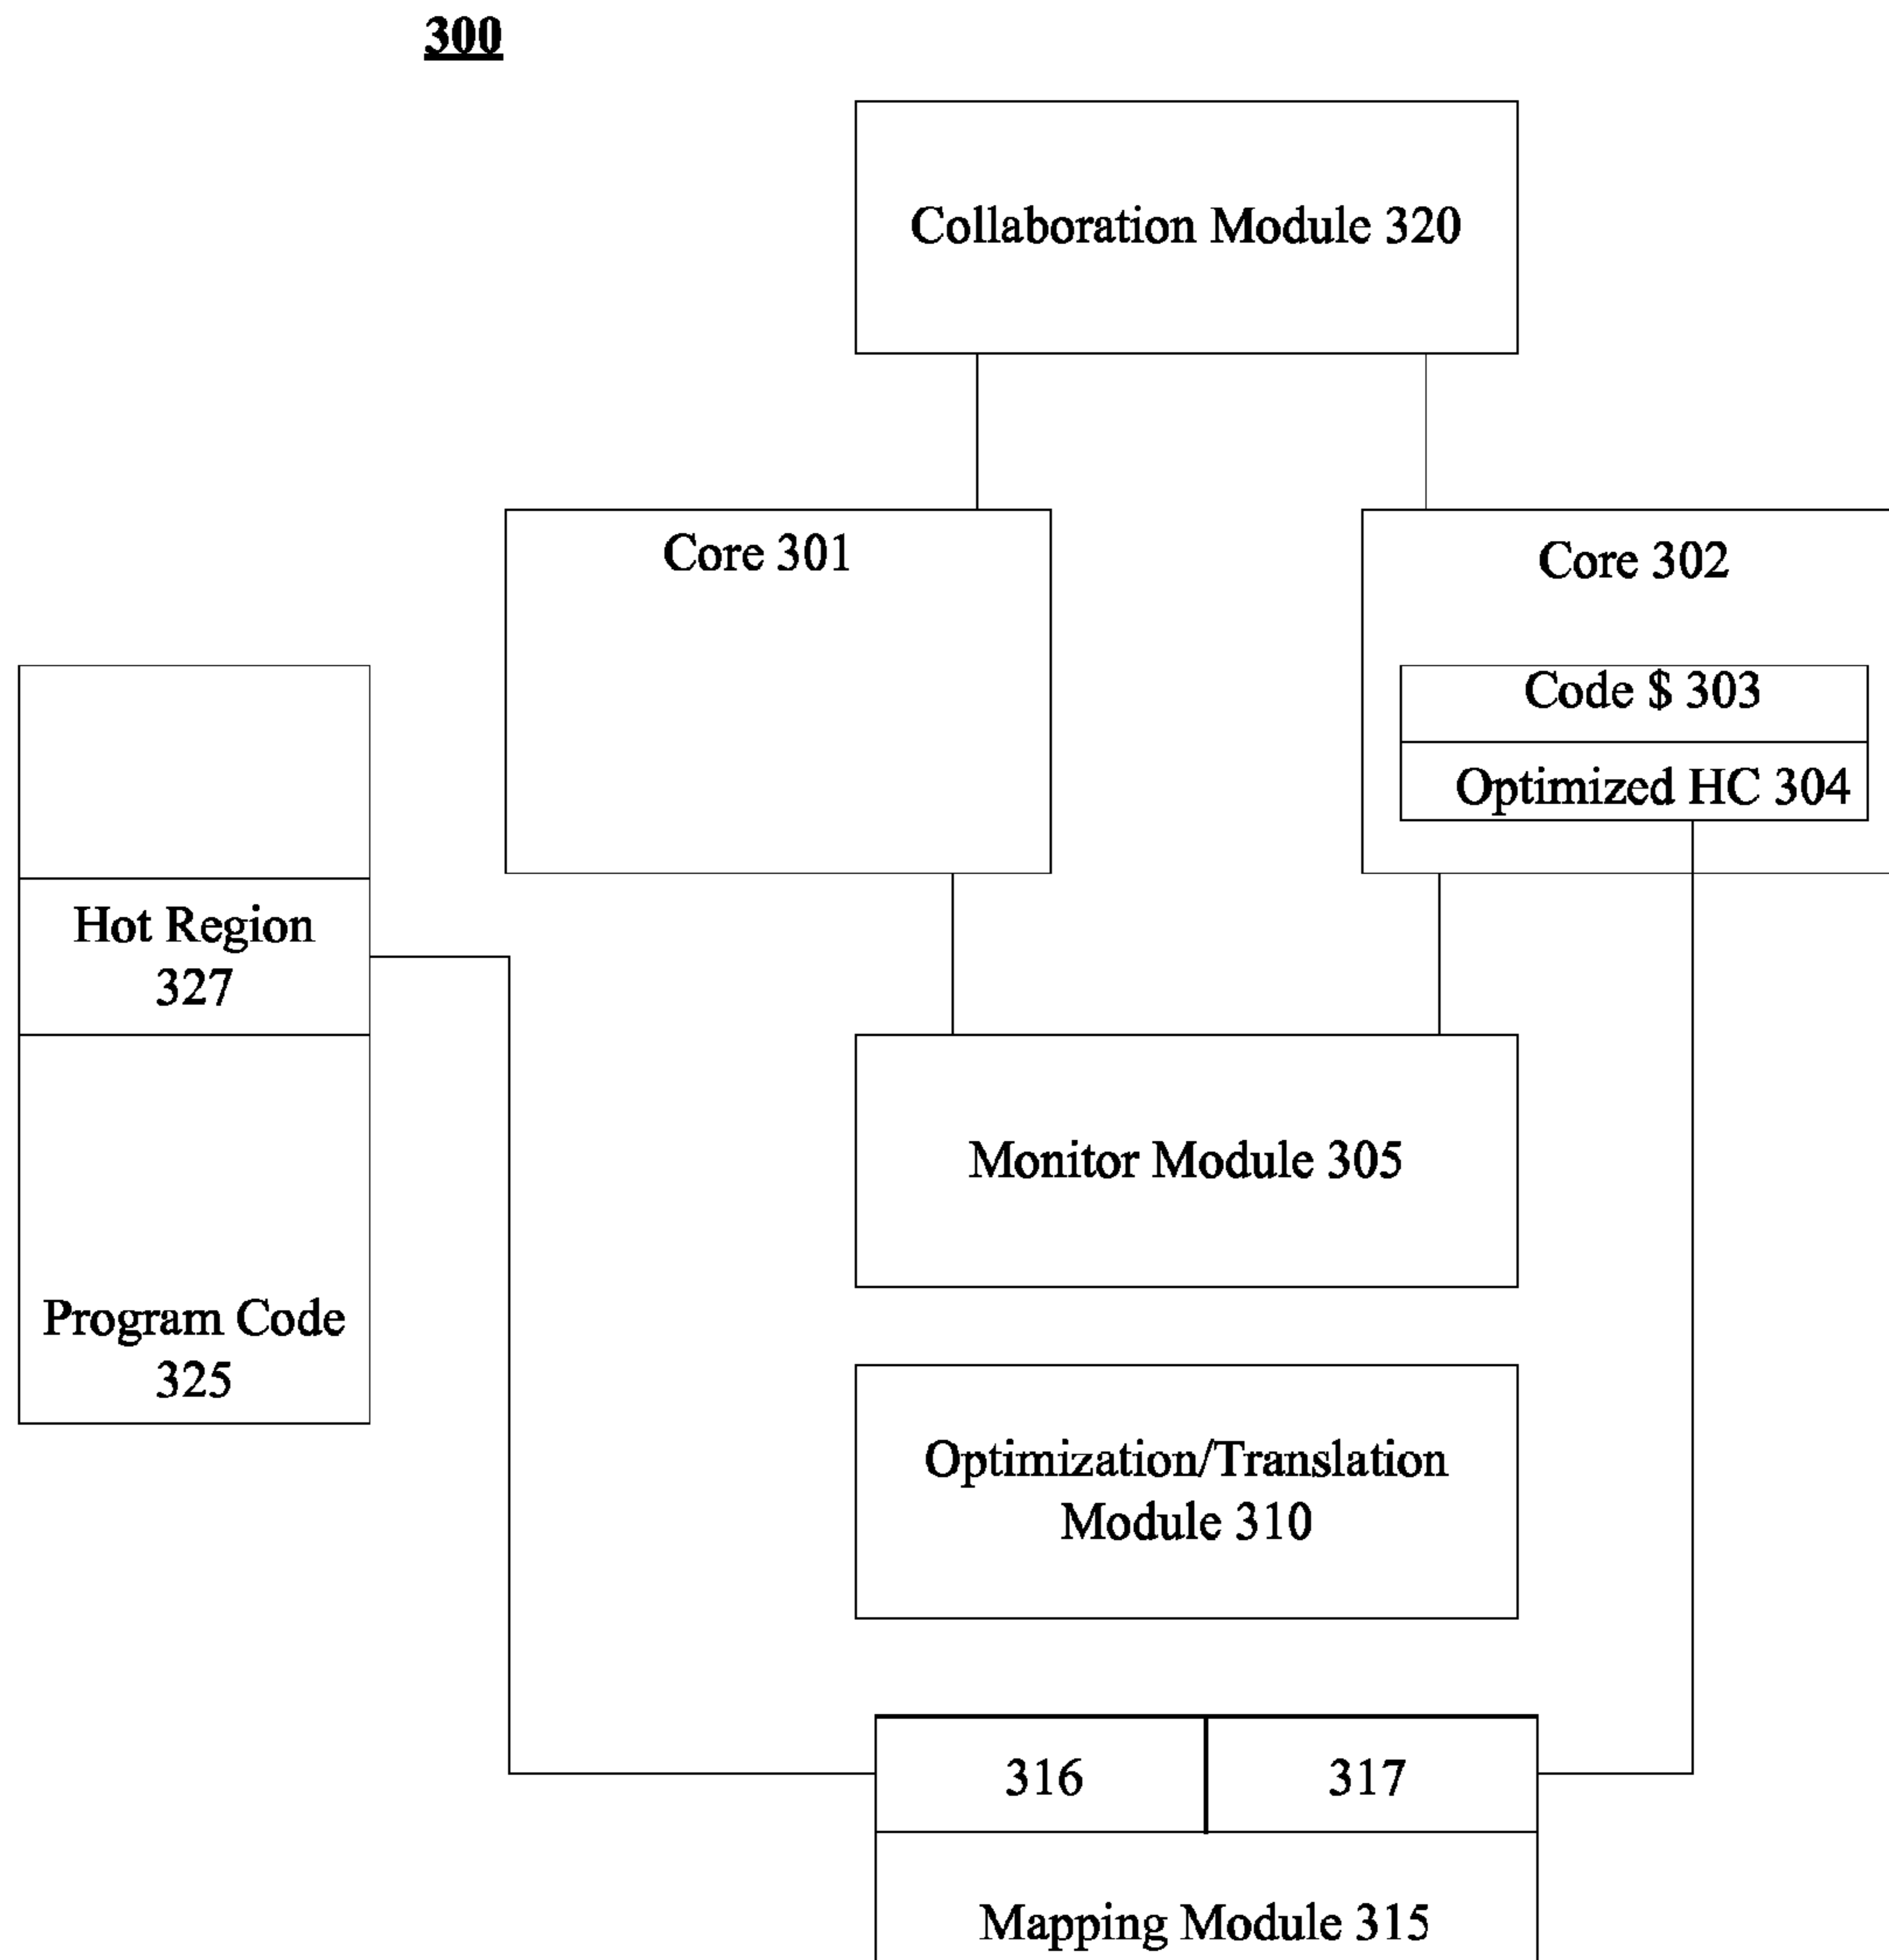 300
Collaboration Module 320
Core 301
Core 302
Code $ 303
Optimized HC 304
Hot Region
327
Monitor Module 305
Program Code
325
Optimization/Translation
Module 310
316
317
Mapping Module 315